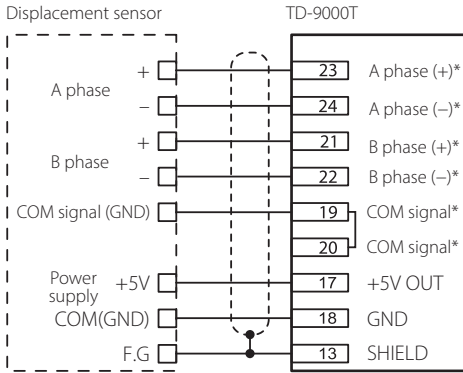 Displacement sensor TD-9000T
A phase + 23 A phase (+)*
− 24 A phase (−)*
B phase + 21 B phase (+)*
− 22 B phase (−)*
COM signal (GND) 19 COM signal*
20 COM signal*
Power supply +5V 17 +5V OUT
COM(GND) 18 GND
F.G 13 SHIELD